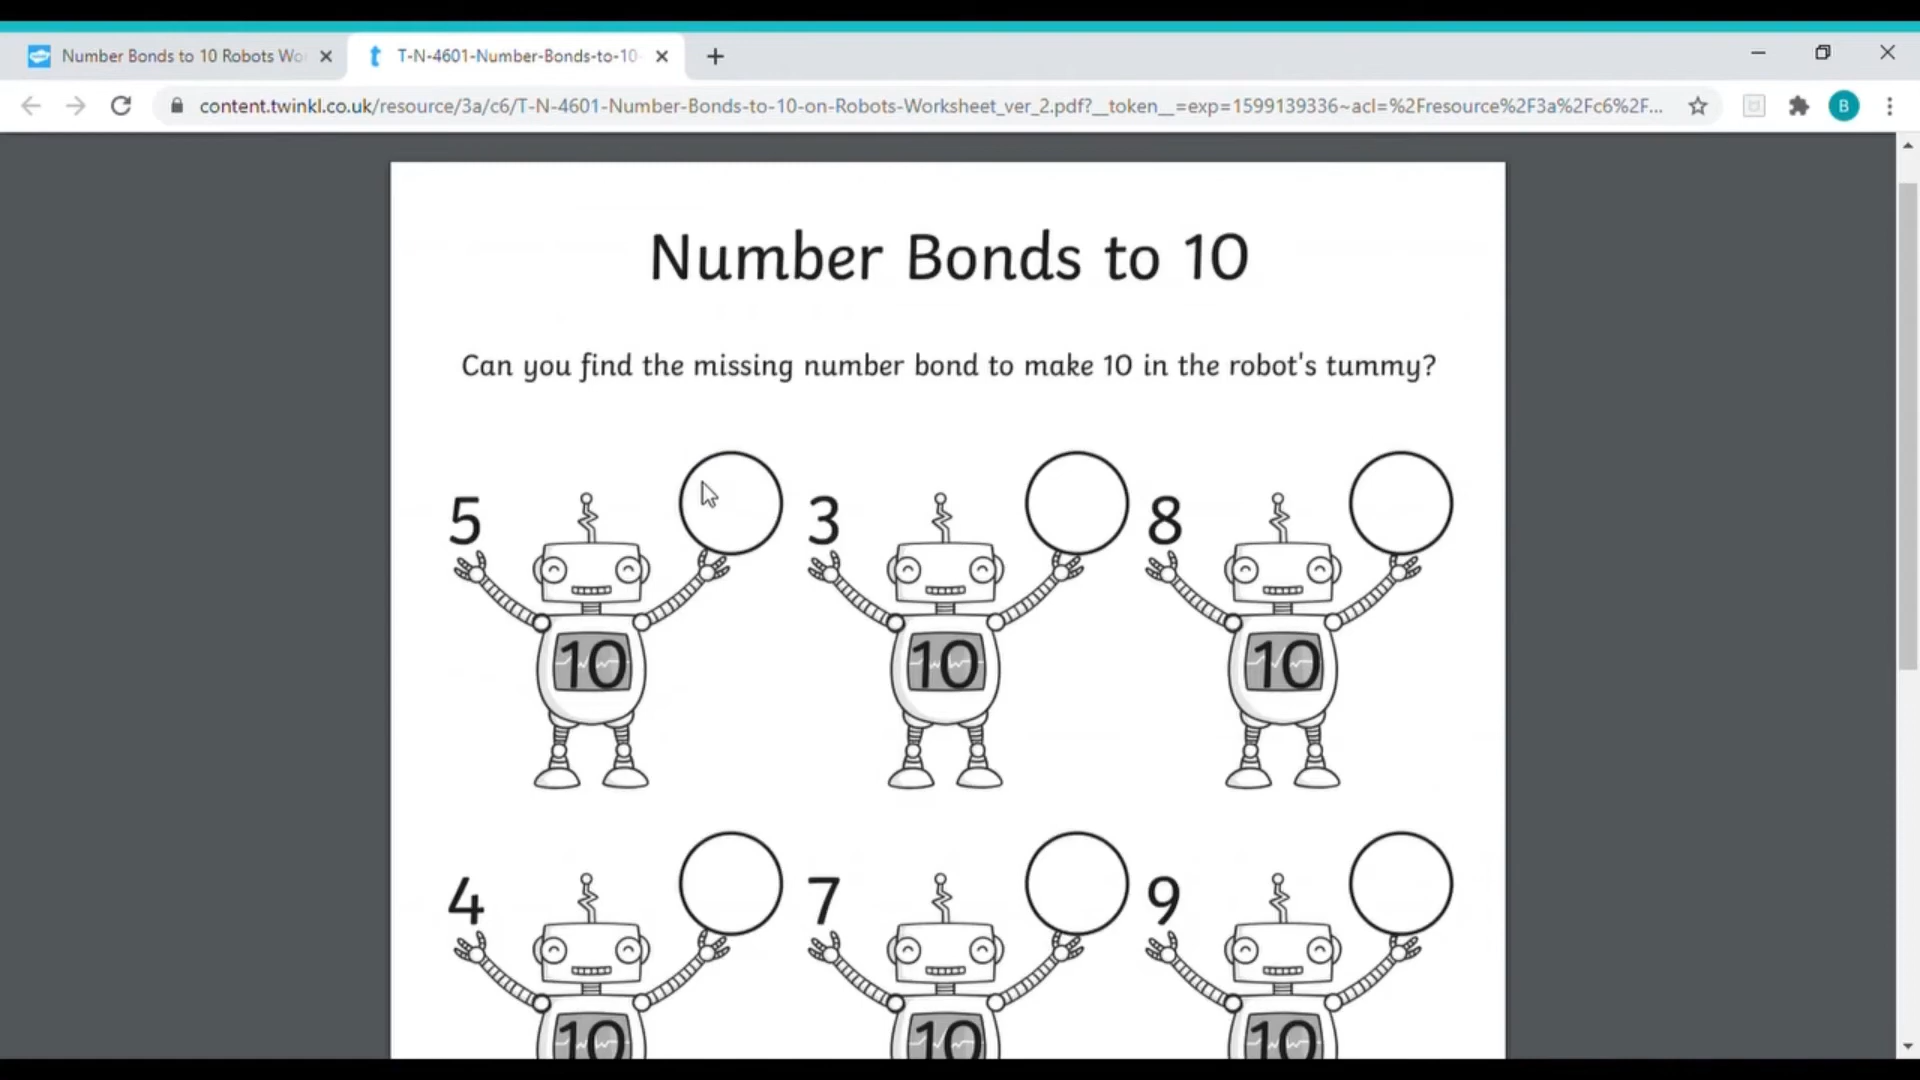 Number Bonds to 10 Robots Wo
T-N-4601-Number-Bonds-to-10-
content.twinkl.co.uk/resource/3a/c6/T-N-4601-Number-Bonds-to-10-on-Robots-Worksheet_ver_2.pdf?__token__=exp=1599139336~acl=%2Fresource%2F3a%2Fc6%2F...
B
Number Bonds to 10
Can you find the missing number bond to make 10 in the robot's tummy?
5 3 8
10 10 10
4 7 9
10 10 10